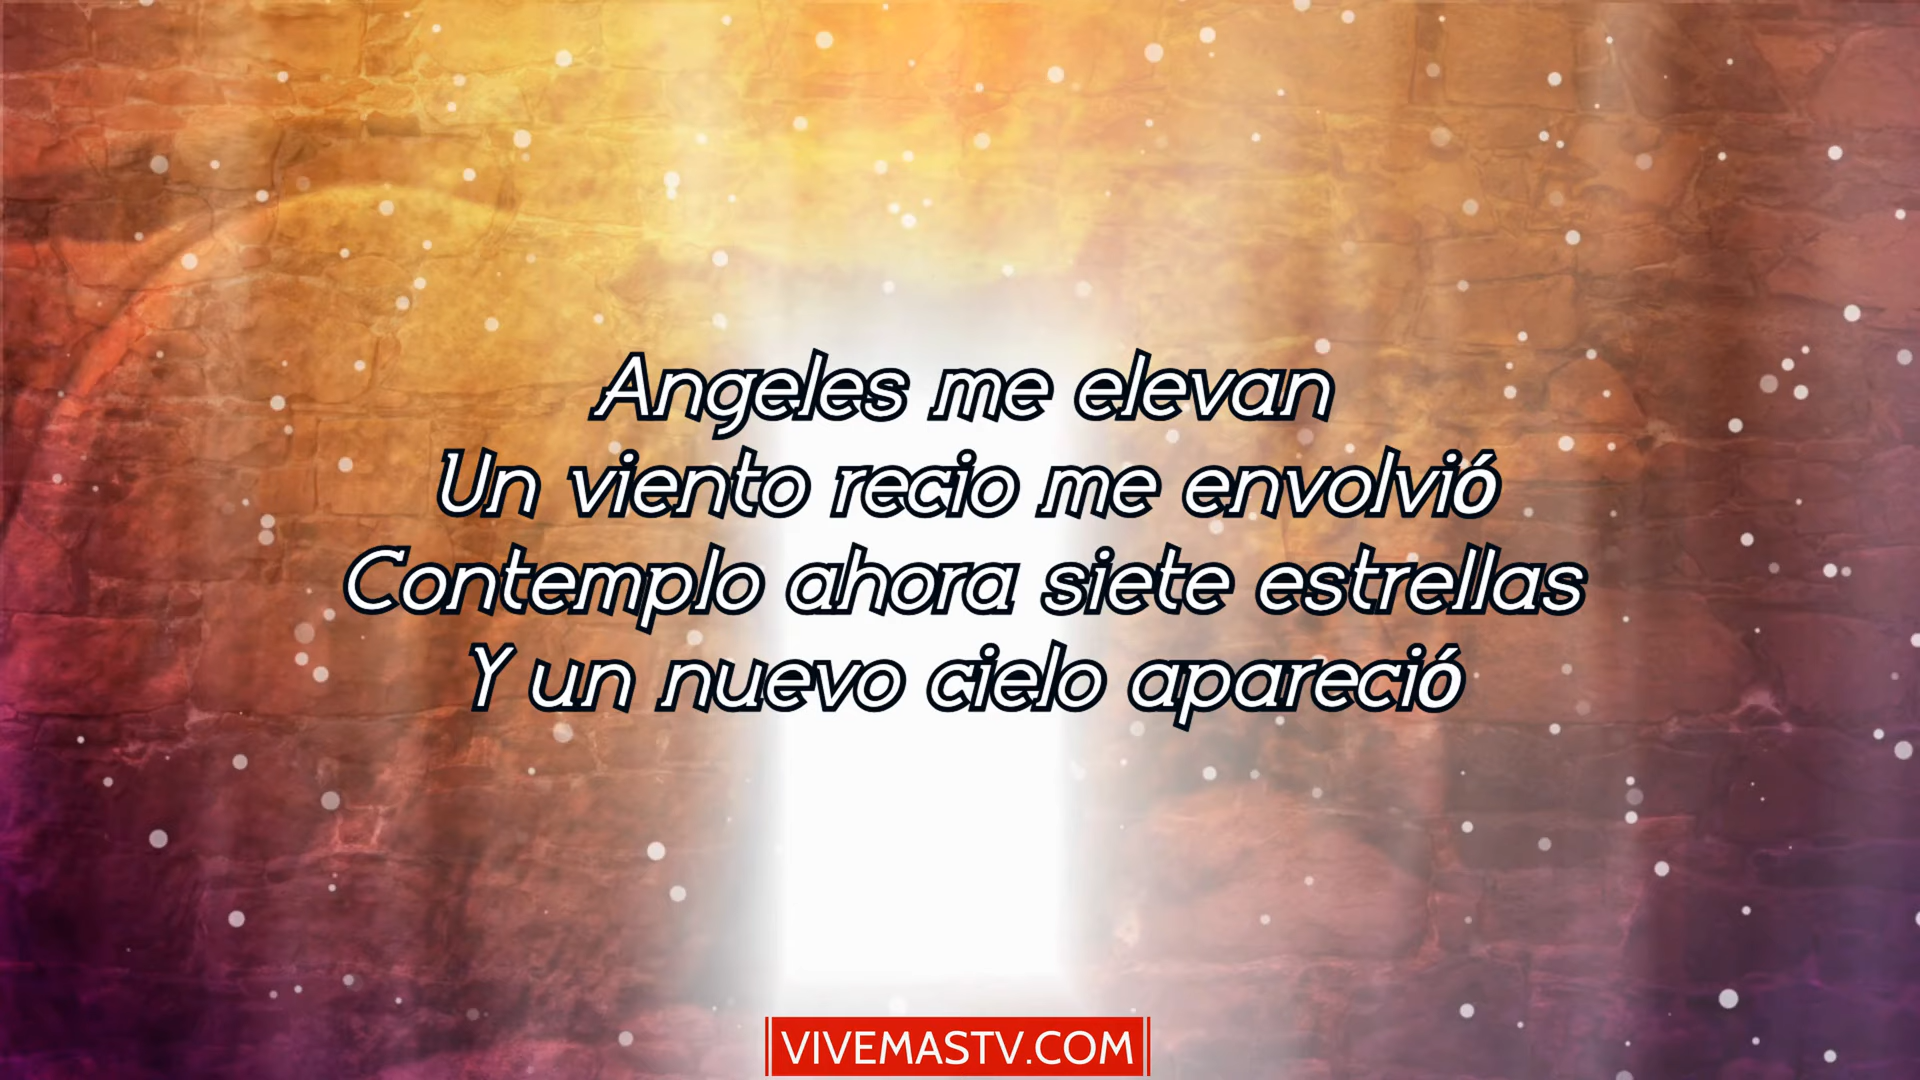 Angeles me elevan
Un viento recio me envolvió
Contemplo ahora siete estrellas
Y un nuevo cielo apareció
VIVEMASTV.COM